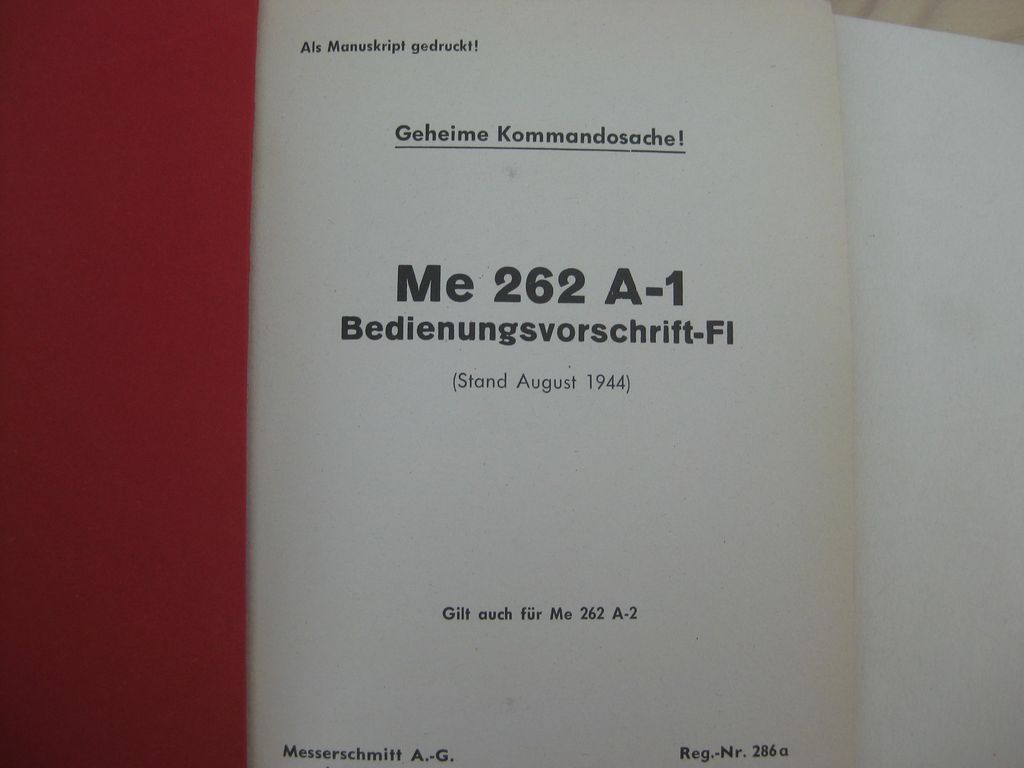 Als Manuskript gedruckt!
Geheime Kommandosache!
Me 262 A-1
Bedienungsvorschrift-Fl
(Stand August 1944)
Gilt auch für Me 262 A-2
Messerschmitt A.-G.
Reg.-Nr. 286a